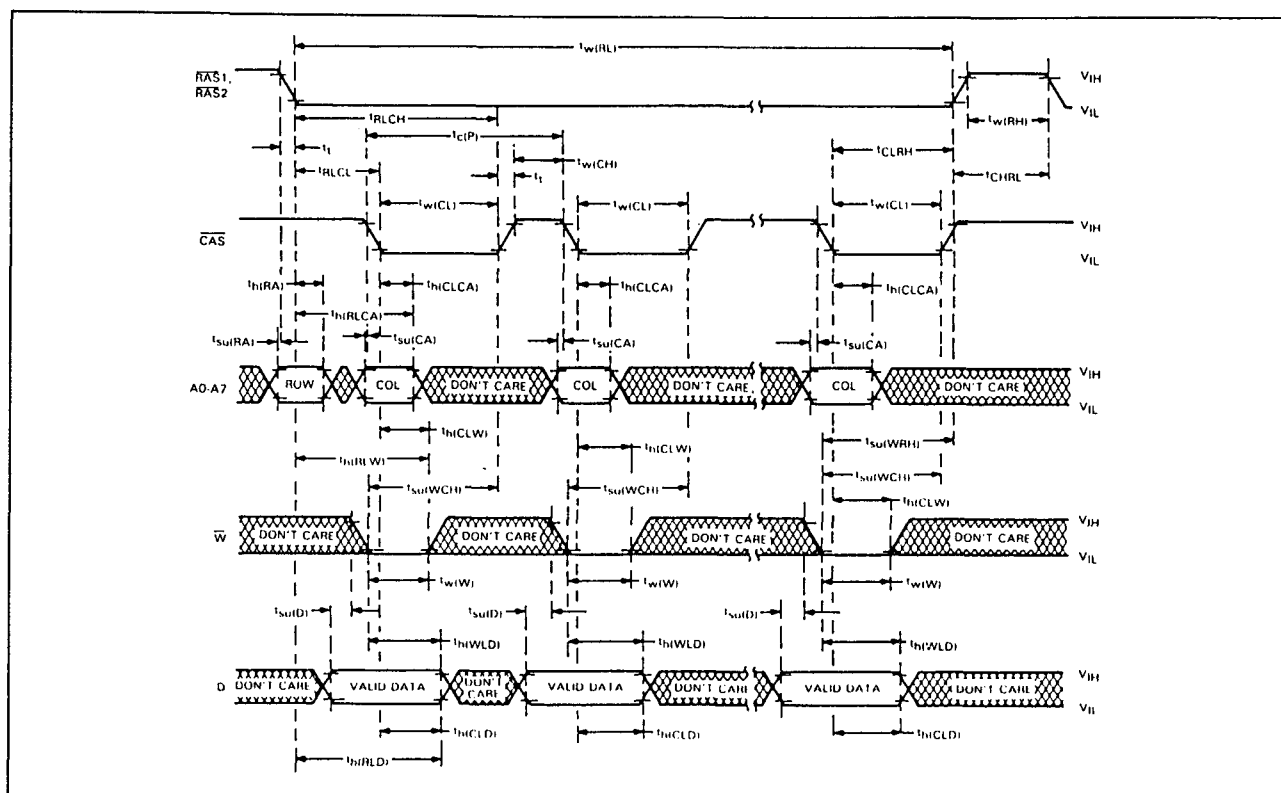 tw(RL)
RAS1,
RAS2
VIH
VIL
tRLCH
tw(RH)
tc(P)
tCLRH
tt
tw(CH)
tRLCL
tt
tCHRL
tw(CL)
tw(CL)
tw(CL)
CAS
VIH
VIL
th(RA)
th(CLCA)
th(CLCA)
th(CLCA)
th(RLCA)
tsu(RA)
tsu(CA)
tsu(CA)
tsu(CA)
A0-A7
ROW
COL
DON'T CARE
COL
DON'T CARE
COL
DON'T CARE
VIH
VIL
th(CLW)
th(CLW)
tsu(WRH)
th(RLW)
tsu(WCH)
tsu(WCH)
tsu(WCH)
th(CLW)
W
DON'T CARE
DON'T CARE
DON'T CARE
DON'T CARE
VIH
VIL
tw(W)
tw(W)
tw(W)
tsu(D)
tsu(D)
tsu(D)
th(WLD)
th(WLD)
th(WLD)
D
DON'T CARE
VALID DATA
DON'T
CARE
VALID DATA
DON'T CARE
VALID DATA
DON'T CARE
VIH
VIL
th(CLD)
th(CLD)
th(CLD)
th(RLD)